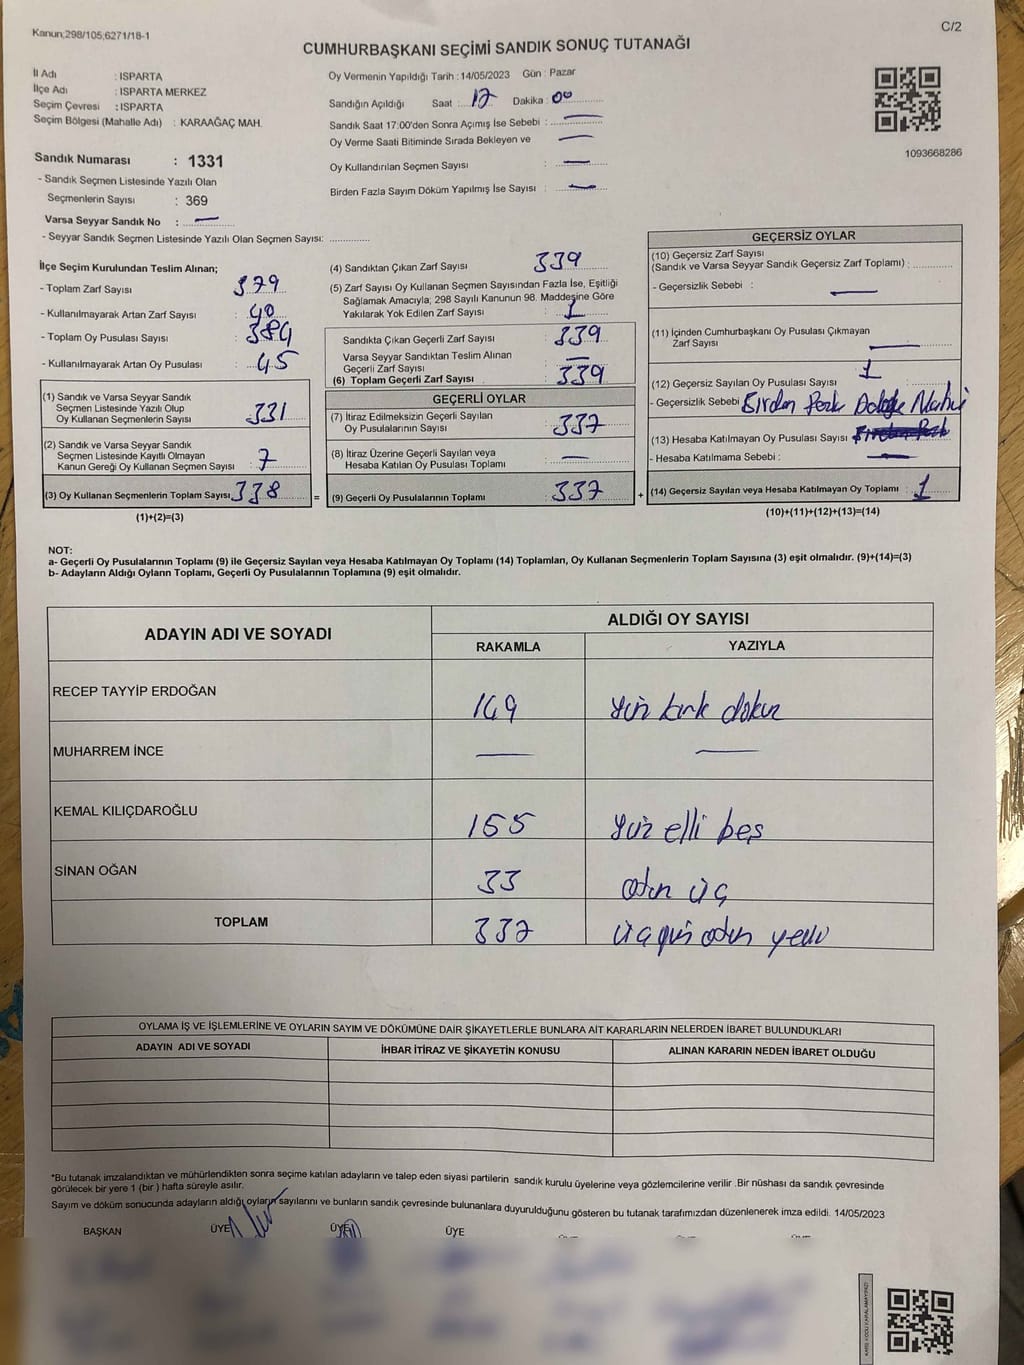 Kanun;298/105;6271/18-1
C/2
CUMHURBAŞKANI SEÇİMİ SANDIK SONUÇ TUTANAĞI
İl Adı : ISPARTA
İlçe Adı : ISPARTA MERKEZ
Seçim Çevresi : ISPARTA
Seçim Bölgesi (Mahalle Adı) : KARAAĞAÇ MAH.
Sandık Numarası : 1331
- Sandık Seçmen Listesinde Yazılı Olan
Seçmenlerin Sayısı : 369
Varsa Seyyar Sandık No : —
- Seyyar Sandık Seçmen Listesinde Yazılı Olan Seçmen Sayısı: ..............
Oy Vermenin Yapıldığı Tarih : 14/05/2023 Gün : Pazar
Sandığın Açıldığı Saat : 17 Dakika : 00
Sandık Saat 17:00'den Sonra Açımış İse Sebebi : —
Oy Verme Saati Bitiminde Sırada Bekleyen ve —
Oy Kullandırılan Seçmen Sayısı : —
Birden Fazla Sayım Döküm Yapılmış İse Sayısı : —
1093668286
İlçe Seçim Kurulundan Teslim Alınan;
- Toplam Zarf Sayısı : 379
- Kullanılmayarak Artan Zarf Sayısı : 40
- Toplam Oy Pusulası Sayısı : 384
- Kullanılmayarak Artan Oy Pusulası : 45
(1) Sandık ve Varsa Seyyar Sandık
Seçmen Listesinde Yazılı Olup
Oy Kullanan Seçmenlerin Sayısı : 331
(2) Sandık ve Varsa Seyyar Sandık
Seçmen Listesinde Kayıtlı Olmayan
Kanun Gereği Oy Kullanan Seçmen Sayısı : 7
(3) Oy Kullanan Seçmenlerin Toplam Sayısı 338 =
(1)+(2)=(3)
(4) Sandıktan Çıkan Zarf Sayısı : 339
(5) Zarf Sayısı Oy Kullanan Seçmen Sayısından Fazla İse, Eşitliği
Sağlamak Amacıyla; 298 Sayılı Kanunun 98. Maddesine Göre
Yakılarak Yok Edilen Zarf Sayısı : 1
Sandıkta Çıkan Geçerli Zarf Sayısı : 339
Varsa Seyyar Sandıktan Teslim Alınan
Geçerli Zarf Sayısı : —
(6) Toplam Geçerli Zarf Sayısı : 339
GEÇERLİ OYLAR
(7) İtiraz Edilmeksizin Geçerli Sayılan
Oy Pusulalarının Sayısı : 337
(8) İtiraz Üzerine Geçerli Sayılan veya
Hesaba Katılan Oy Pusulası Toplamı : —
(9) Geçerli Oy Pusulalarının Toplamı : 337 +
GEÇERSİZ OYLAR
(10) Geçersiz Zarf Sayısı
(Sandık ve Varsa Seyyar Sandık Geçersiz Zarf Toplamı) : ..............
- Geçersizlik Sebebi : —
(11) İçinden Cumhurbaşkanı Oy Pusulası Çıkmayan
Zarf Sayısı : —
(12) Geçersiz Sayılan Oy Pusulası Sayısı : 1
- Geçersizlik Sebebi Birden
(13) Hesaba Katılmayan Oy Pusulası Sayısı
- Hesaba Katılmama Sebebi : —
(14) Geçersiz Sayılan veya Hesaba Katılmayan Oy Toplamı : 1
(10)+(11)+(12)+(13)=(14)
NOT:
a- Geçerli Oy Pusulalarının Toplamı (9) ile Geçersiz Sayılan veya Hesaba Katılmayan Oy Toplamı (14) Toplamları, Oy Kullanan Seçmenlerin Toplam Sayısına (3) eşit olmalıdır. (9)+(14)=(3)
b- Adayların Aldığı Oyların Toplamı, Geçerli Oy Pusulalarının Toplamına (9) eşit olmalıdır.
ADAYIN ADI VE SOYADI ALDIĞI OY SAYISI
RAKAMLA YAZIYLA
RECEP TAYYİP ERDOĞAN 149 Yüz kırk dokuz
MUHARREM İNCE — —
KEMAL KILIÇDAROĞLU 155 Yüz elli beş
SİNAN OĞAN 33 otuz üç
TOPLAM 337 üçyüz otuz yedi
OYLAMA İŞ VE İŞLEMLERİNE VE OYLARIN SAYIM VE DÖKÜMÜNE DAİR ŞİKAYETLERLE BUNLARA AİT KARARLARIN NELERDEN İBARET BULUNDUKLARI
ADAYIN ADI VE SOYADI İHBAR İTİRAZ VE ŞİKAYETİN KONUSU ALINAN KARARIN NEDEN İBARET OLDUĞU
*Bu tutanak imzalandıktan ve mühürlendikten sonra seçime katılan adayların ve talep eden siyasi partilerin sandık kurulu üyelerine veya gözlemcilerine verilir .Bir nüshası da sandık çevresinde
görülecek bir yere 1 (bir ) hafta süreyle asılır.
Sayım ve döküm sonucunda adayların aldığı oyların sayılarını ve bunların sandık çevresinde bulunanlara duyurulduğunu gösteren bu tutanak tarafımızdan düzenlenerek imza edildi. 14/05/2023
BAŞKAN ÜYE ÜYE ÜYE